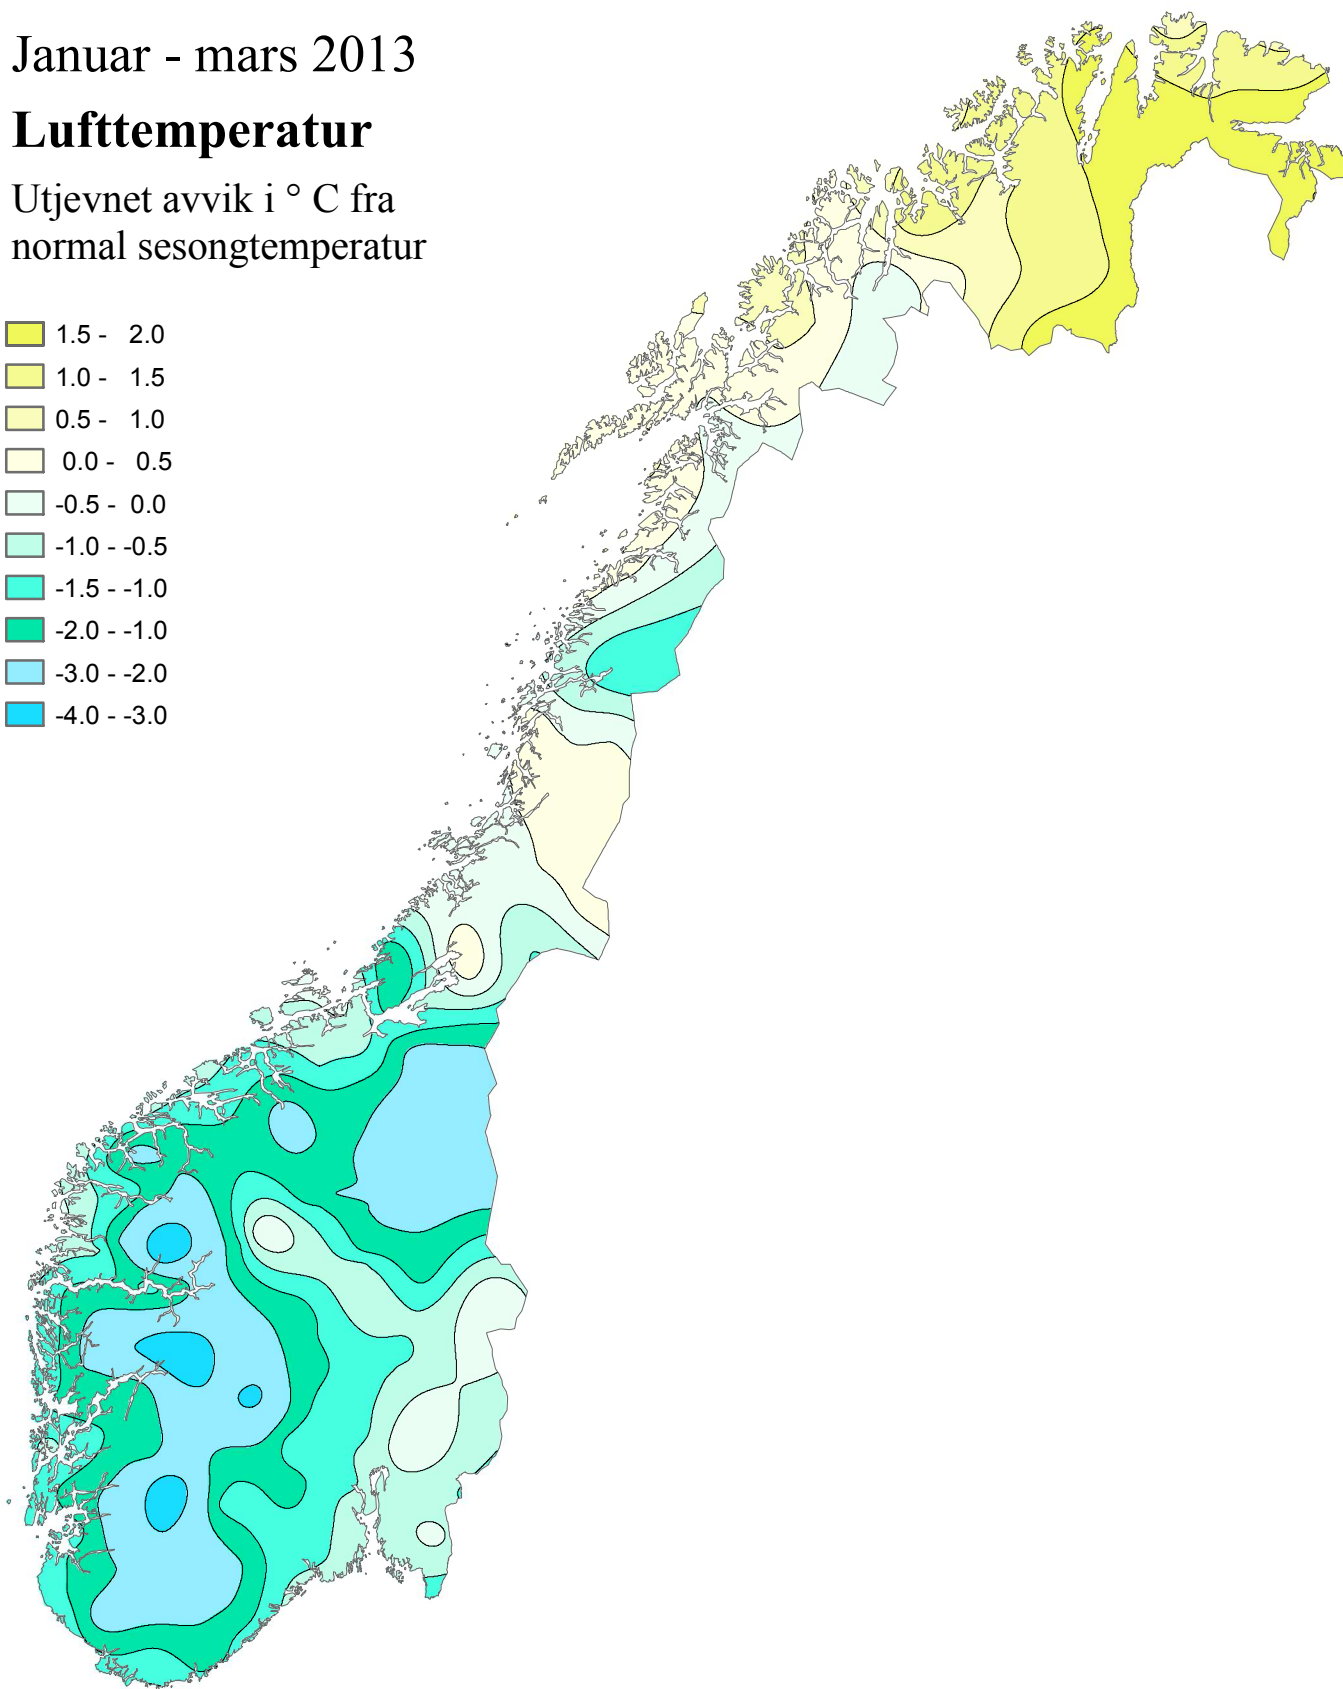 Januar - mars 2013
Lufttemperatur
Utjevnet avvik i ° C fra
normal sesongtemperatur
1.5 - 2.0
1.0 - 1.5
0.5 - 1.0
0.0 - 0.5
-0.5 - 0.0
-1.0 - -0.5
-1.5 - -1.0
-2.0 - -1.0
-3.0 - -2.0
-4.0 - -3.0